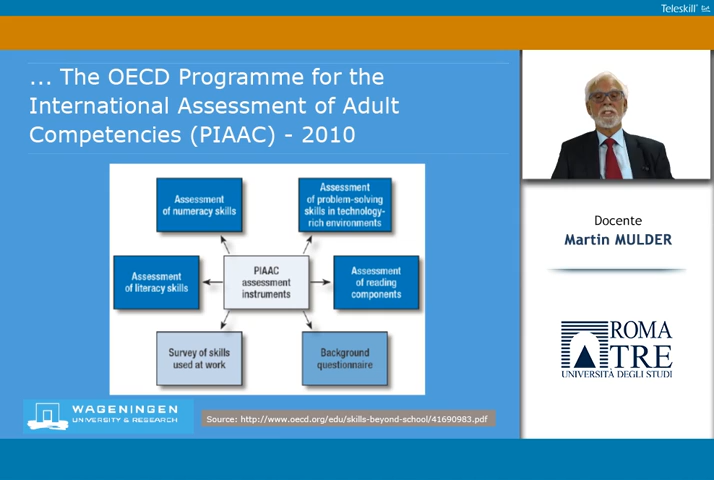 Teleskill
... The OECD Programme for the
International Assessment of Adult
Competencies (PIAAC) - 2010
Assessment
of numeracy skills
Assessment
of problem-solving
skills in technology-
rich environments
Assessment
of literacy skills
PIAAC
assessment
instruments
Assessment
of reading
components
Survey of skills
used at work
Background
questionnaire
WAGENINGEN
UNIVERSITY & RESEARCH
Source: http://www.oecd.org/edu/skills-beyond-school/41690983.pdf
Docente
Martin MULDER
ROMA
TRE
UNIVERSITÀ DEGLI STUDI